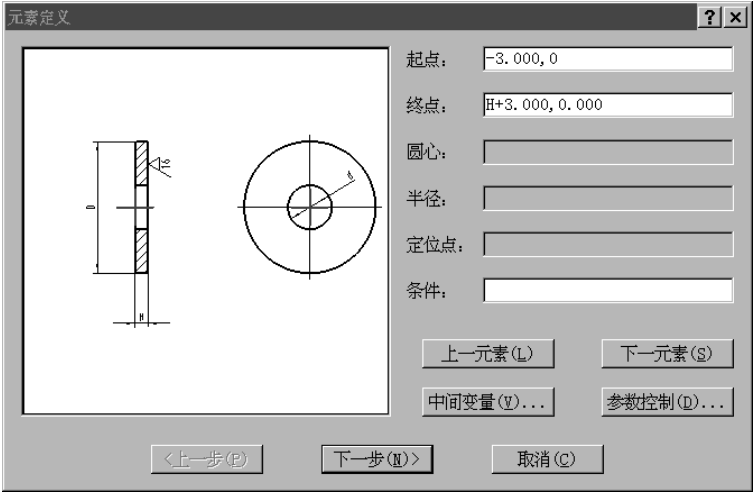 元素定义
起点： -3.000,0
终点： H+3.000,0.000
圆心：
半径：
定位点：
条件：
D
16
d
H
上一元素(L) 下一元素(S)
中间变量(V)... 参数控制(D)...
<上一步(P) 下一步(N)> 取消(C)